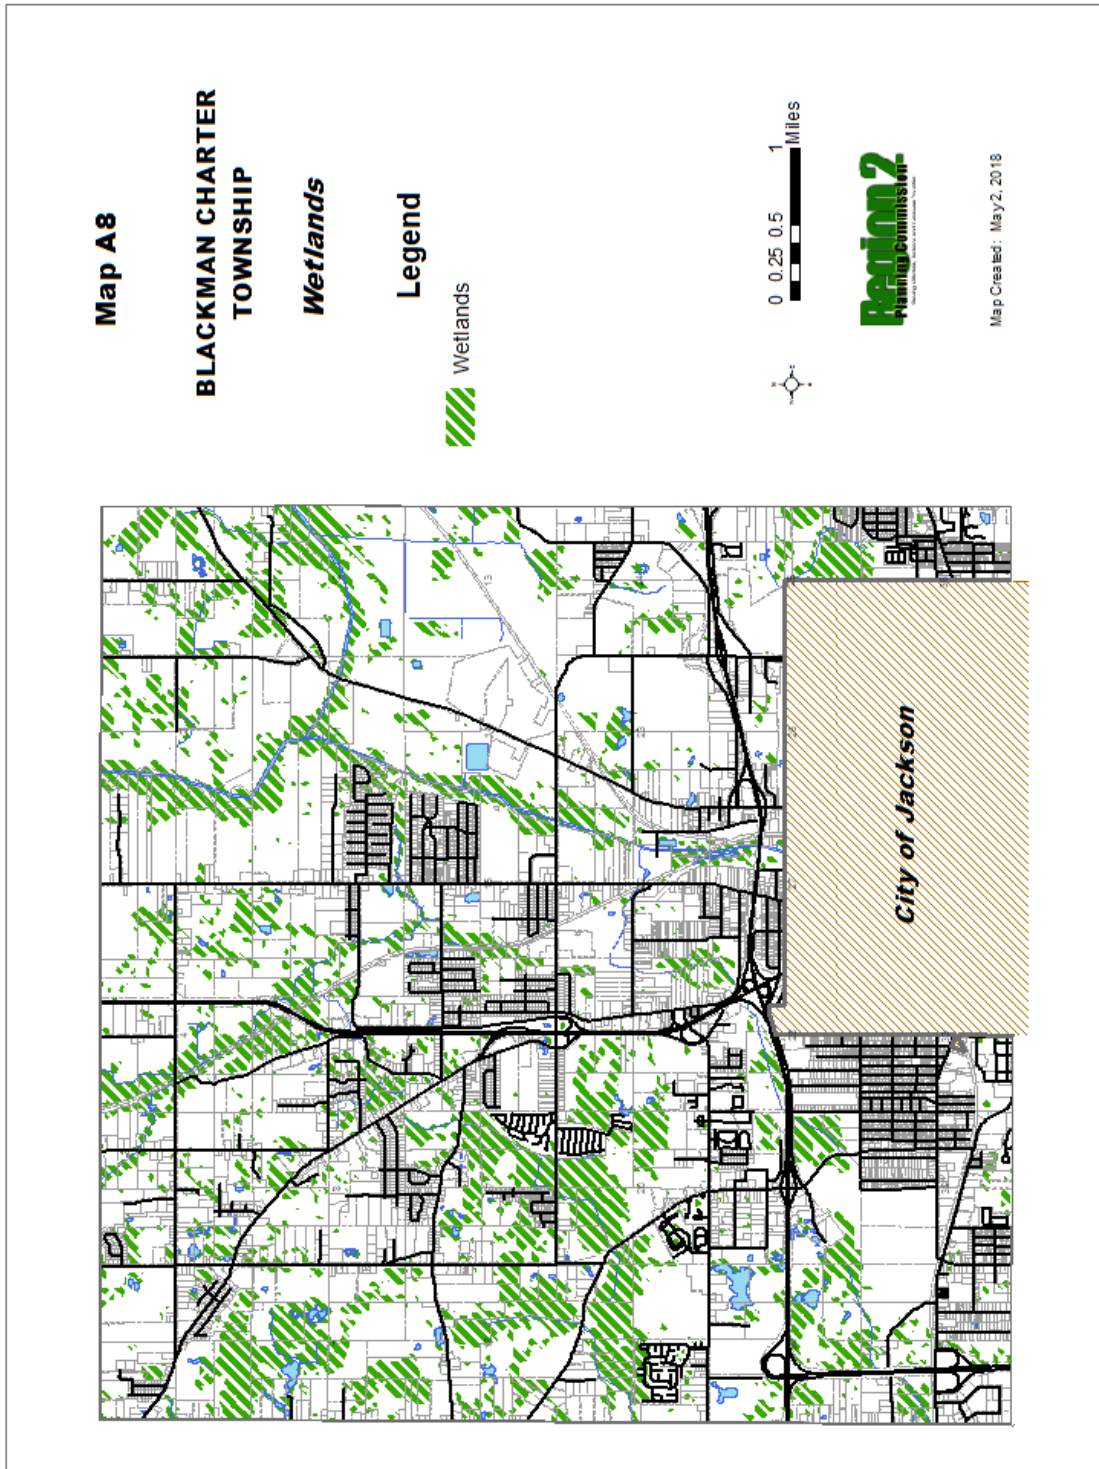 Map A8
BLACKMAN CHARTER
TOWNSHIP
Wetlands
Legend
Wetlands
0 0.25 0.5 1
Miles
Region 2
Planning Commission
Map Created: May 2, 2018
City of Jackson